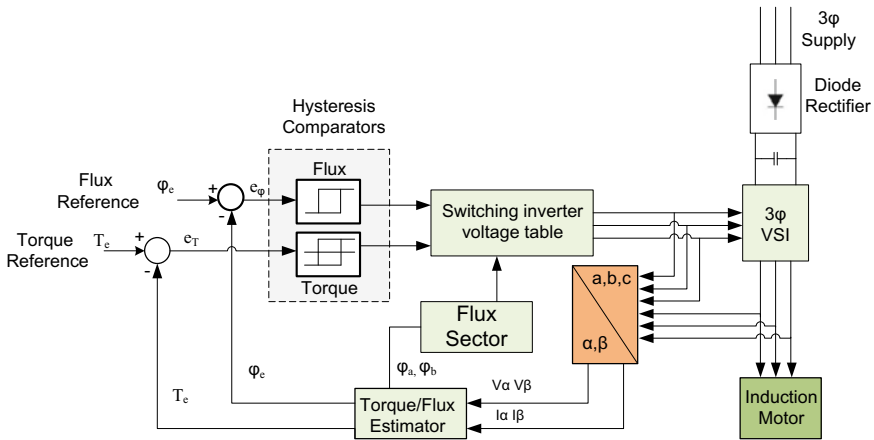 3φ
Supply
Diode
Rectifier
Hysteresis
Comparators
Flux
Flux
Reference
φe
+
-
eφ
Torque
Reference
Te
+
-
eT
Torque
Switching inverter
voltage table
3φ
VSI
a,b,c
α,β
Flux
Sector
φa, φb
φe
Te
Torque/Flux
Estimator
Vα Vβ
Iα Iβ
Induction
Motor